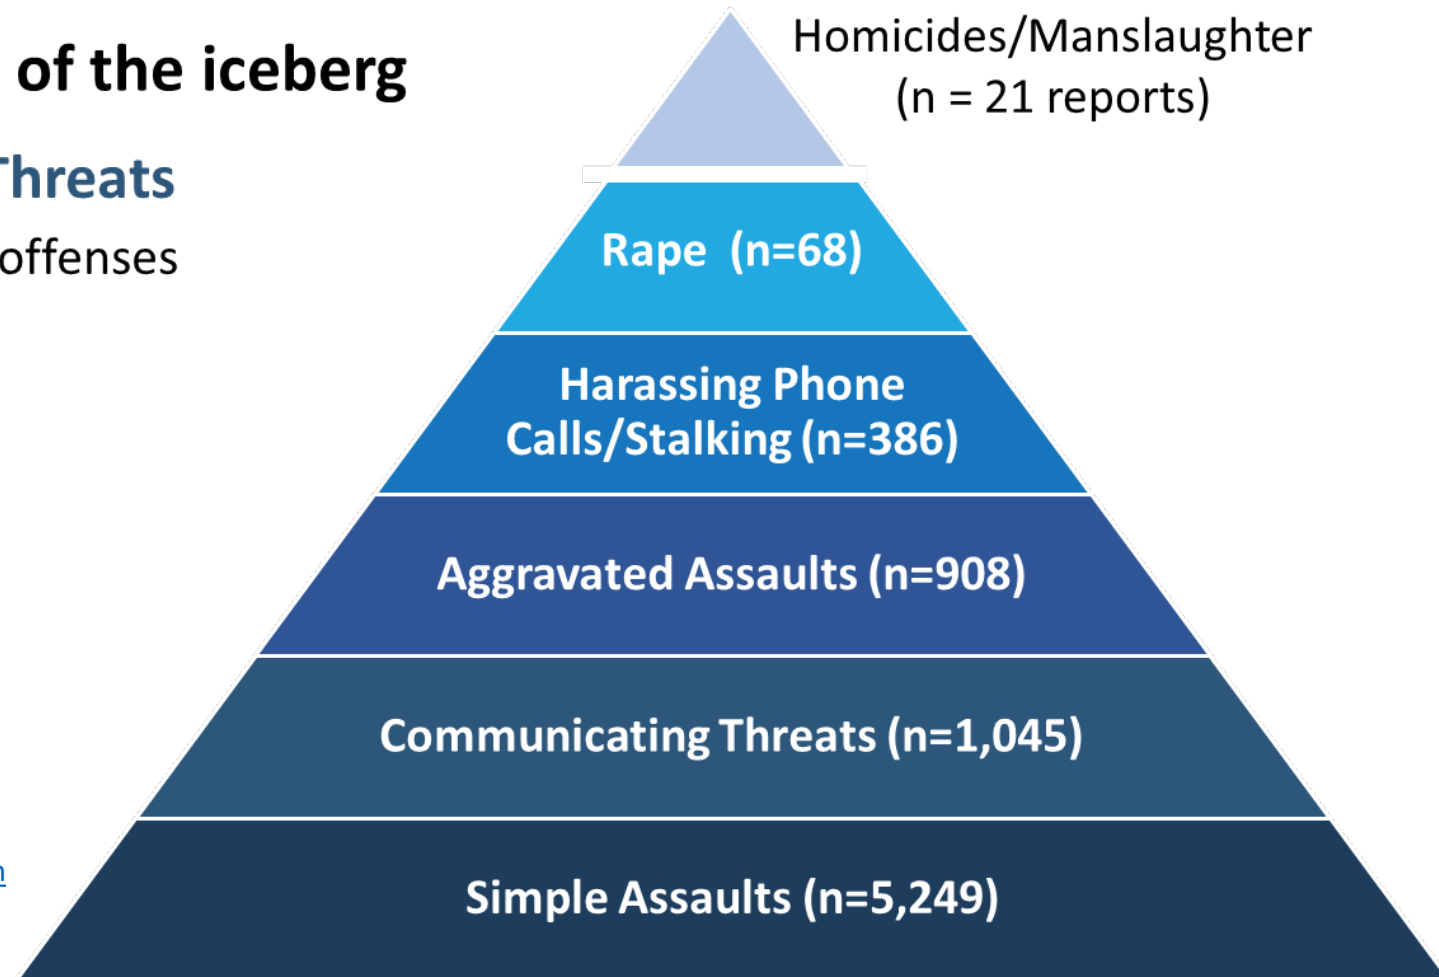 of the iceberg
Threats
offenses
Homicides/Manslaughter
(n = 21 reports)
Rape (n=68)
Harassing Phone
Calls/Stalking (n=386)
Aggravated Assaults (n=908)
Communicating Threats (n=1,045)
Simple Assaults (n=5,249)